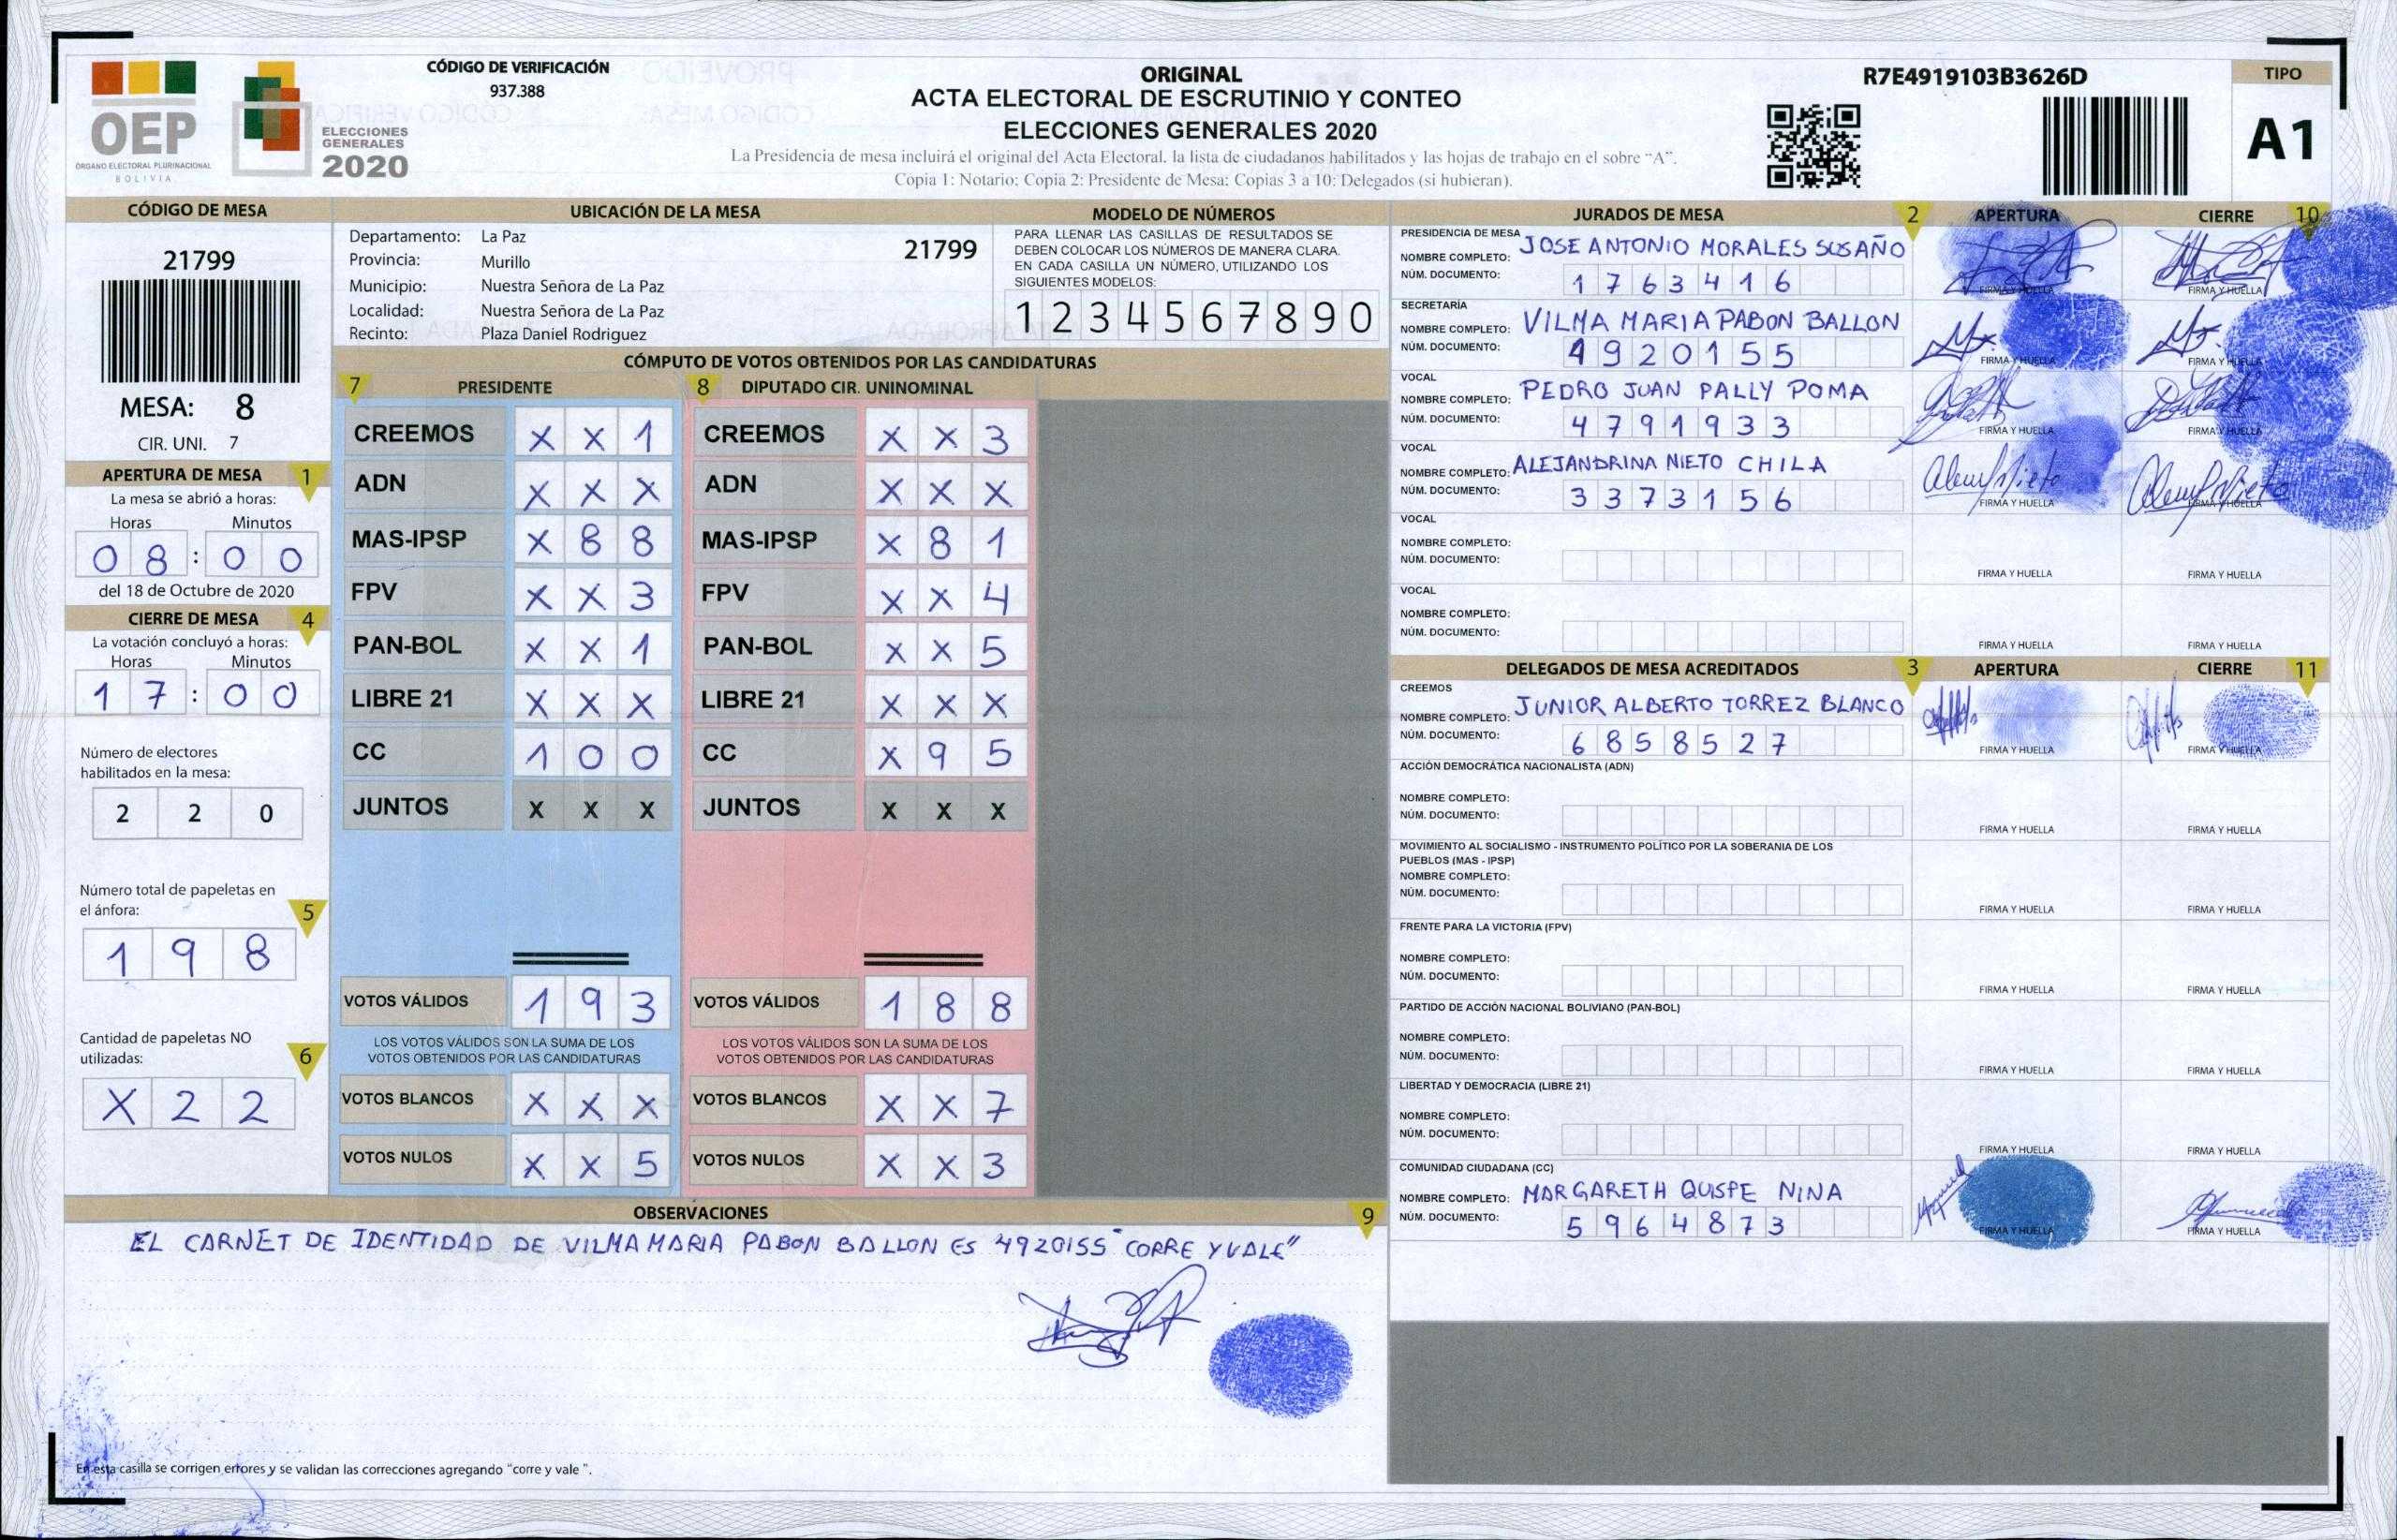 CÓDIGO DE VERIFICACIÓN
937.388
OEP
ÓRGANO ELECTORAL PLURINACIONAL
BOLIVIA
ELECCIONES
GENERALES
2020
ORIGINAL
ACTA ELECTORAL DE ESCRUTINIO Y CONTEO
ELECCIONES GENERALES 2020
La Presidencia de mesa incluirá el original del Acta Electoral, la lista de ciudadanos habilitados y las hojas de trabajo en el sobre "A".
Copia 1: Notario; Copia 2: Presidente de Mesa; Copias 3 a 10: Delegados (si hubieran).
R7E4919103B3626D
TIPO
A1
CÓDIGO DE MESA
21799
MESA: 8
CIR. UNI. 7
APERTURA DE MESA 1
La mesa se abrió a horas:
Horas Minutos
08:00
del 18 de Octubre de 2020
CIERRE DE MESA 4
La votación concluyó a horas:
Horas Minutos
17:00
Número de electores
habilitados en la mesa:
2 2 0
Número total de papeletas en
el ánfora: 5
1 9 8
Cantidad de papeletas NO
utilizadas: 6
X 2 2
UBICACIÓN DE LA MESA
Departamento: La Paz 21799
Provincia: Murillo
Municipio: Nuestra Señora de La Paz
Localidad: Nuestra Señora de La Paz
Recinto: Plaza Daniel Rodriguez
MODELO DE NÚMEROS
PARA LLENAR LAS CASILLAS DE RESULTADOS SE
DEBEN COLOCAR LOS NÚMEROS DE MANERA CLARA.
EN CADA CASILLA UN NÚMERO, UTILIZANDO LOS
SIGUIENTES MODELOS:
1 2 3 4 5 6 7 8 9 0
CÓMPUTO DE VOTOS OBTENIDOS POR LAS CANDIDATURAS
7 PRESIDENTE
CREEMOS X X 1
ADN X X X
MAS-IPSP X 8 8
FPV X X 3
PAN-BOL X X 1
LIBRE 21 X X X
CC 1 0 0
JUNTOS X X X
VOTOS VÁLIDOS 1 9 3
LOS VOTOS VÁLIDOS SON LA SUMA DE LOS
VOTOS OBTENIDOS POR LAS CANDIDATURAS
VOTOS BLANCOS X X X
VOTOS NULOS X X 5
8 DIPUTADO CIR. UNINOMINAL
CREEMOS X X 3
ADN X X X
MAS-IPSP X 8 1
FPV X X 4
PAN-BOL X X 5
LIBRE 21 X X X
CC X 9 5
JUNTOS X X X
VOTOS VÁLIDOS 1 8 8
LOS VOTOS VÁLIDOS SON LA SUMA DE LOS
VOTOS OBTENIDOS POR LAS CANDIDATURAS
VOTOS BLANCOS X X 7
VOTOS NULOS X X 3
OBSERVACIONES 9
EL CARNET DE IDENTIDAD DE VILMA MARIA PABON BALLON ES 4920155 "CORRE Y VALE"
En esta casilla se corrigen errores y se validan las correcciones agregando "corre y vale ".
JURADOS DE MESA 2 APERTURA CIERRE 10
PRESIDENCIA DE MESA
NOMBRE COMPLETO: JOSE ANTONIO MORALES SUSAÑO
NÚM. DOCUMENTO: 1763416
FIRMA Y HUELLA FIRMA Y HUELLA
SECRETARÍA
NOMBRE COMPLETO: VILMA MARIA PABON BALLON
NÚM. DOCUMENTO: 4920155
FIRMA Y HUELLA FIRMA Y HUELLA
VOCAL
NOMBRE COMPLETO: PEDRO JUAN PALLY POMA
NÚM. DOCUMENTO: 4791933
FIRMA Y HUELLA FIRMA Y HUELLA
VOCAL
NOMBRE COMPLETO: ALEJANDRINA NIETO CHILA
NÚM. DOCUMENTO: 3373156
FIRMA Y HUELLA FIRMA Y HUELLA
VOCAL
NOMBRE COMPLETO:
NÚM. DOCUMENTO:
FIRMA Y HUELLA FIRMA Y HUELLA
VOCAL
NOMBRE COMPLETO:
NÚM. DOCUMENTO:
FIRMA Y HUELLA FIRMA Y HUELLA
DELEGADOS DE MESA ACREDITADOS 3 APERTURA CIERRE 11
CREEMOS
NOMBRE COMPLETO: JUNIOR ALBERTO TORREZ BLANCO
NÚM. DOCUMENTO: 6858527
FIRMA Y HUELLA FIRMA Y HUELLA
ACCIÓN DEMOCRÁTICA NACIONALISTA (ADN)
NOMBRE COMPLETO:
NÚM. DOCUMENTO:
FIRMA Y HUELLA FIRMA Y HUELLA
MOVIMIENTO AL SOCIALISMO - INSTRUMENTO POLÍTICO POR LA SOBERANIA DE LOS
PUEBLOS (MAS - IPSP)
NOMBRE COMPLETO:
NÚM. DOCUMENTO:
FIRMA Y HUELLA FIRMA Y HUELLA
FRENTE PARA LA VICTORIA (FPV)
NOMBRE COMPLETO:
NÚM. DOCUMENTO:
FIRMA Y HUELLA FIRMA Y HUELLA
PARTIDO DE ACCIÓN NACIONAL BOLIVIANO (PAN-BOL)
NOMBRE COMPLETO:
NÚM. DOCUMENTO:
FIRMA Y HUELLA FIRMA Y HUELLA
LIBERTAD Y DEMOCRACIA (LIBRE 21)
NOMBRE COMPLETO:
NÚM. DOCUMENTO:
FIRMA Y HUELLA FIRMA Y HUELLA
COMUNIDAD CIUDADANA (CC)
NOMBRE COMPLETO: MARGARETH QUISPE NINA
NÚM. DOCUMENTO: 5964873
FIRMA Y HUELLA FIRMA Y HUELLA